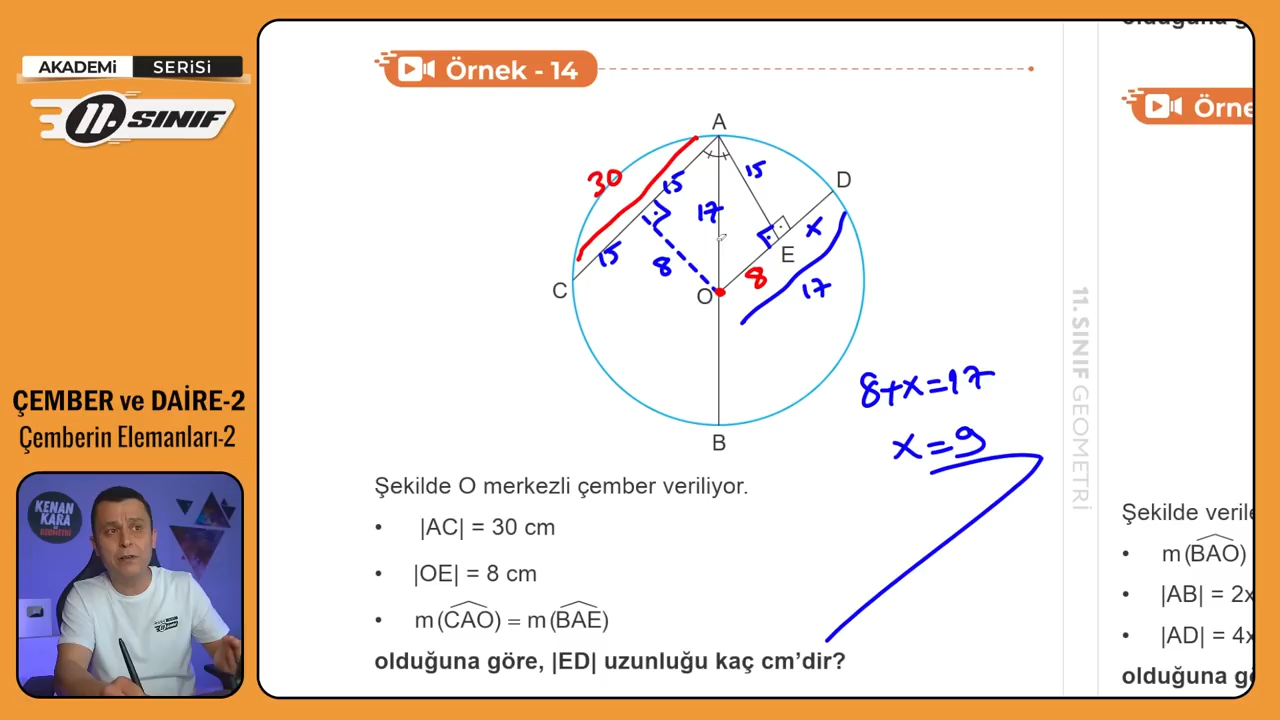 AKADEMİ SERİSİ
11. SINIF
ÇEMBER ve DAİRE-2
Çemberin Elemanları-2
KENAN
KARA
GEOMETRİ
Örnek - 14
A
30
15
15
D
17
x
E
15
8
8
C
O
17
8+x=17
x=9
B
Şekilde O merkezli çember veriliyor.
• |AC| = 30 cm
• |OE| = 8 cm
• m(CAO) = m(BAE)
olduğuna göre, |ED| uzunluğu kaç cm'dir?
11. SINIF GEOMETRİ
olduğuna g
Örne
Şekilde verile
• m(BAO)
• |AB| = 2x
• |AD| = 4x
olduğuna gö